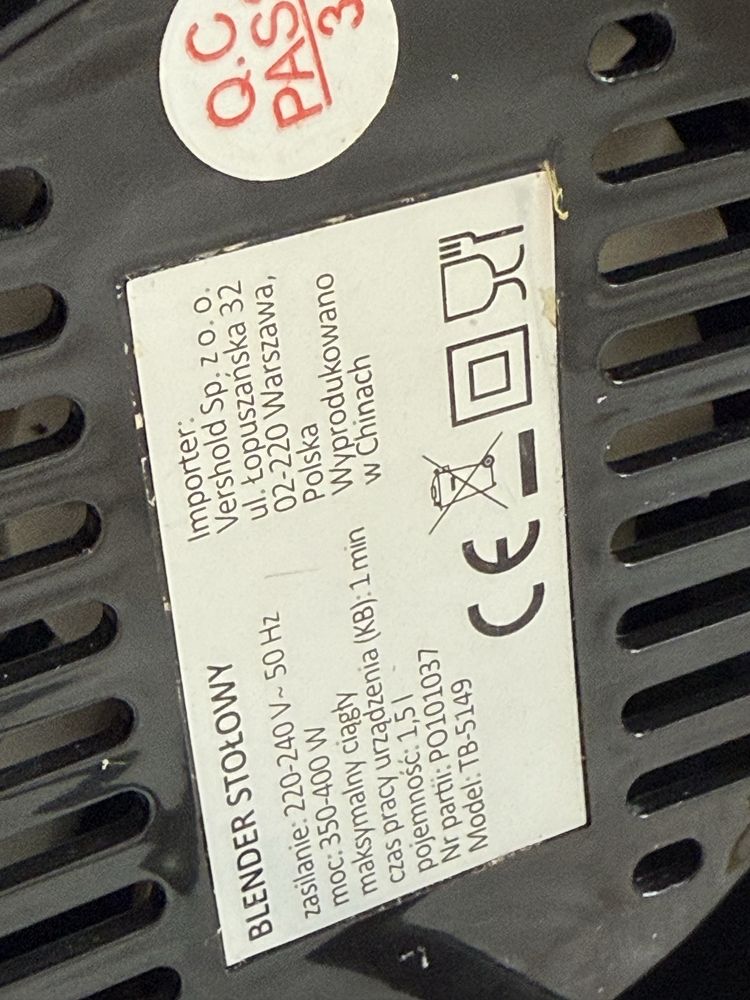 Q.C
PAS
3
BLENDER STOŁOWY
zasilanie: 220-240 V ~ 50 Hz
moc: 350-400 W
maksymalny ciągły
czas pracy urządzenia (KB): 1 min
pojemność: 1,5 l
Nr partii: PO101037
Model: TB-5149
Importer:
Vershold Sp. z o. o.
ul. Łopuszańska 32
02-220 Warszawa,
Polska
Wyprodukowano
w Chinach
CE